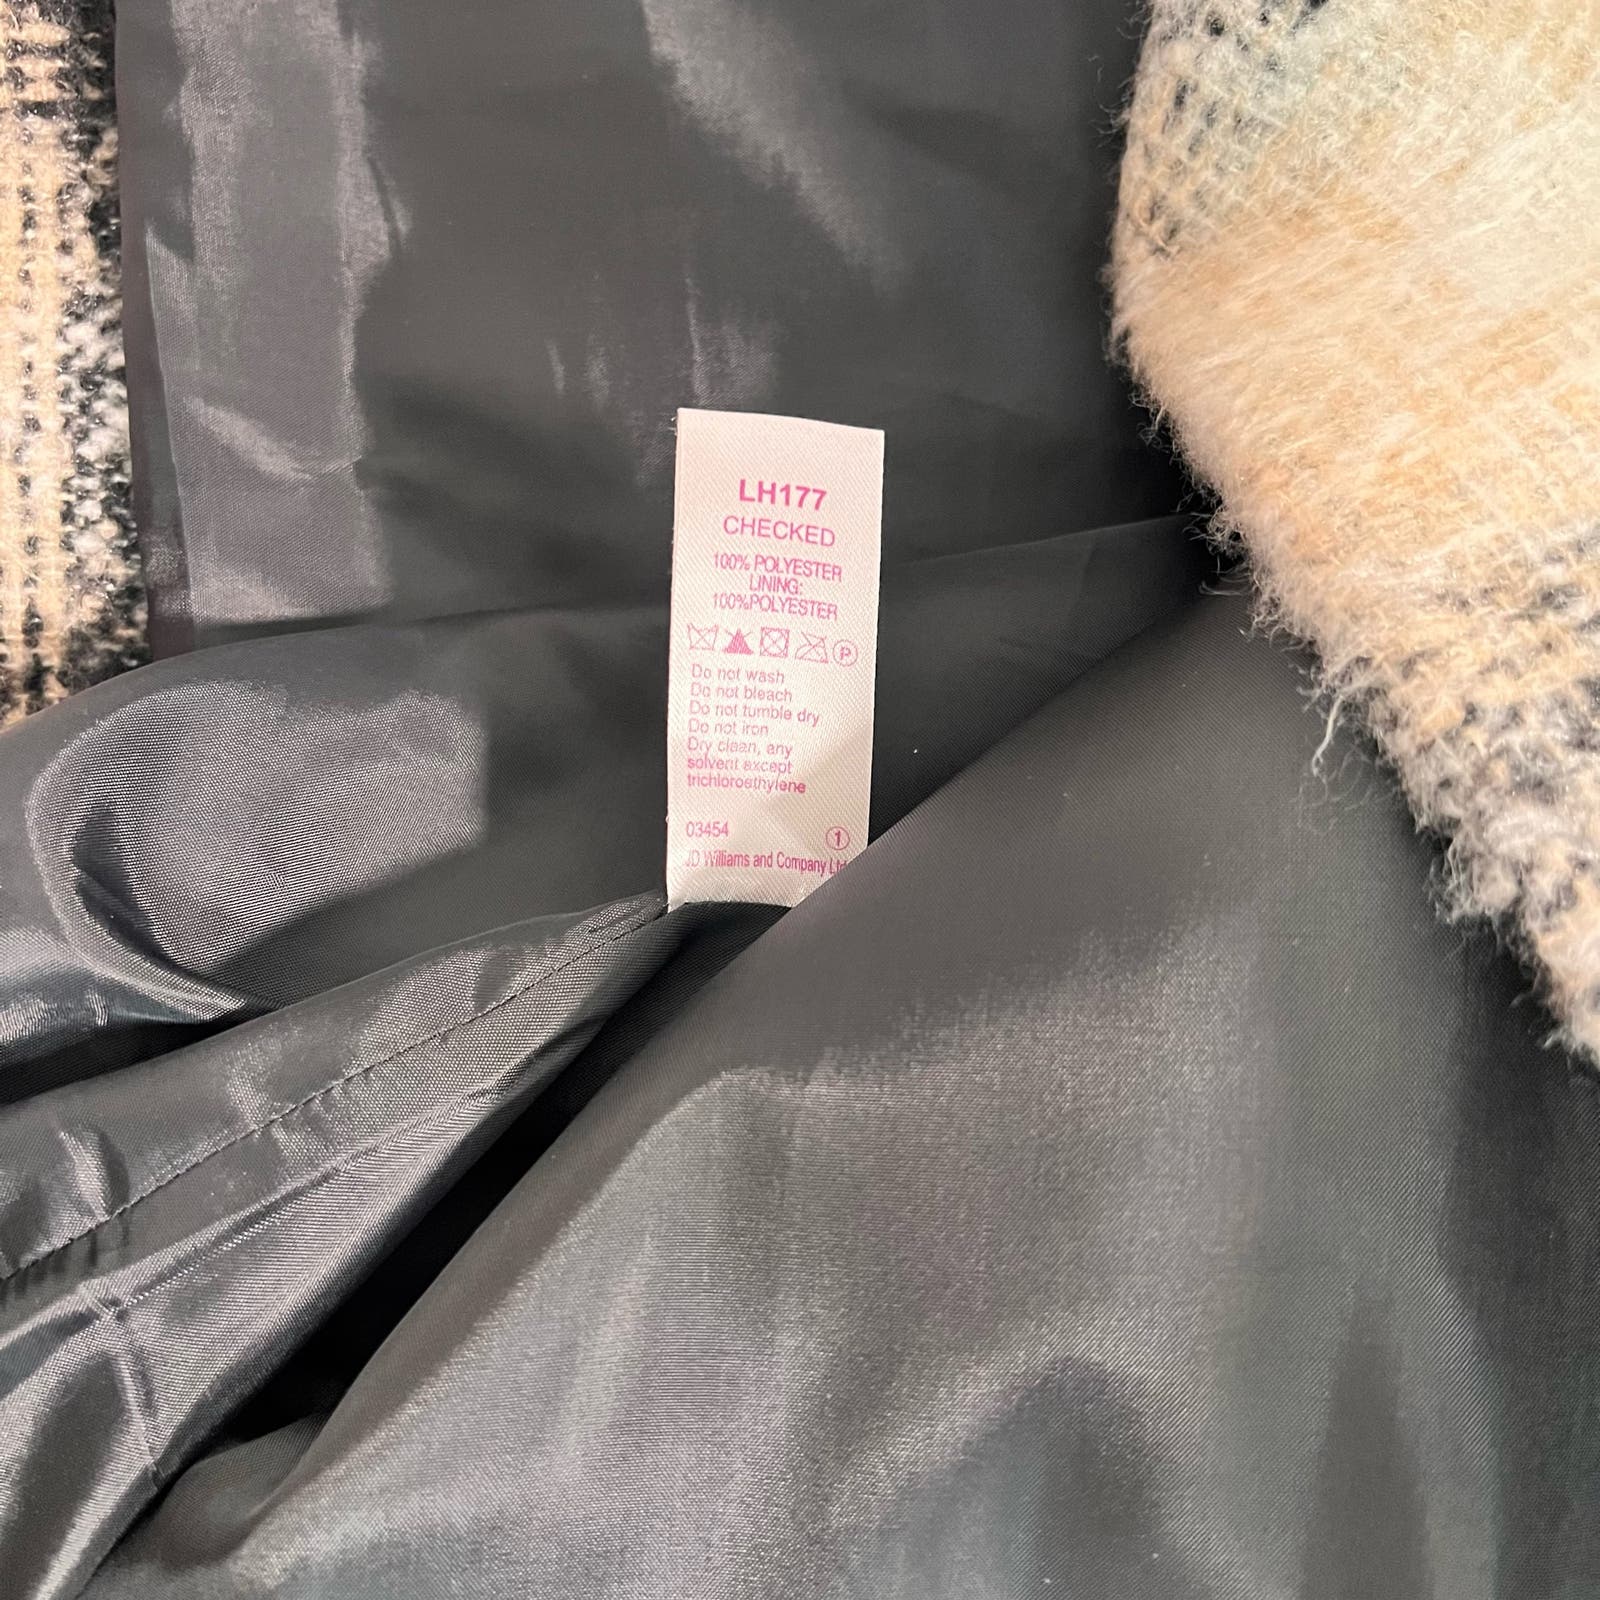 LH177
CHECKED
100% POLYESTER
LINING:
100%POLYESTER
P
Do not wash
Do not bleach
Do not tumble dry
Do not iron
Dry clean, any
solvent except
trichloroethylene
03454 1
JD Williams and Company Ltd